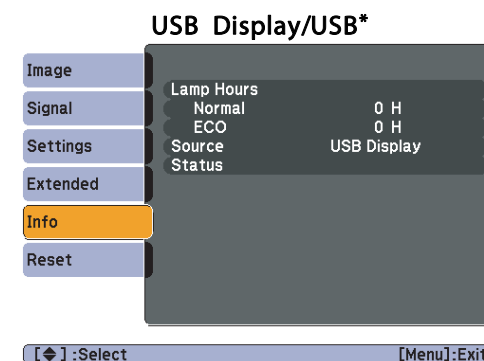 USB Display/USB*
Image
Signal
Settings
Extended
Info
Reset
Lamp Hours
Normal 0 H
ECO 0 H
Source USB Display
Status
[◆] :Select [Menu]:Exit